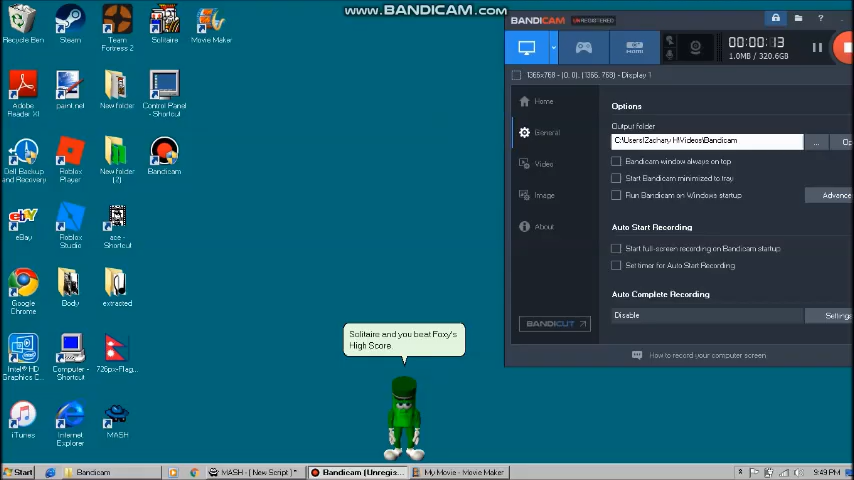 www.BANDICAM.com
Recycle Bin
Steam
Team
Fortress 2
Solitaire
Movie Maker
Adobe
Reader XI
paint.net
New folder
Control Panel
- Shortcut
Dell Backup
and Recovery
Roblox
Player
New folder
(2)
Bandicam
eBay
Roblox
Studio
ase -
Shortcut
Google
Chrome
Body
extracted
Intel® HD
Graphics C...
Computer -
Shortcut
726px-Flag...
iTunes
Internet
Explorer
MASH
Solitaire and you beat Foxy's
High Score.
BANDICAM UNREGISTERED
?
Hdmi
00:00:13
1.0MB / 320.6GB
1366x768 - (0, 0), (1366, 768) - Display 1
Home
General
Video
Image
About
BANDICUT
Options
Output folder
C:\Users\Zachary H\Videos\Bandicam
...
Op
Bandicam window always on top
Start Bandicam minimized to tray
Run Bandicam on Windows startup
Advance
Auto Start Recording
Start full-screen recording on Bandicam startup
Set timer for Auto Start Recording
Auto Complete Recording
Disable
Settings
How to record your computer screen
Start
Bandicam
MASH - ( New Script )*
Bandicam (Unregis...
My Movie - Movie Maker
9:49 PM